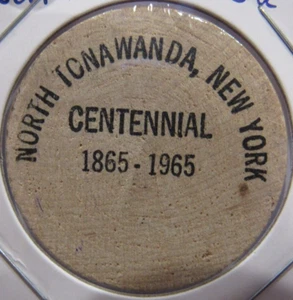 NORTH TONAWANDA, NEW YORK
CENTENNIAL
1865-1965